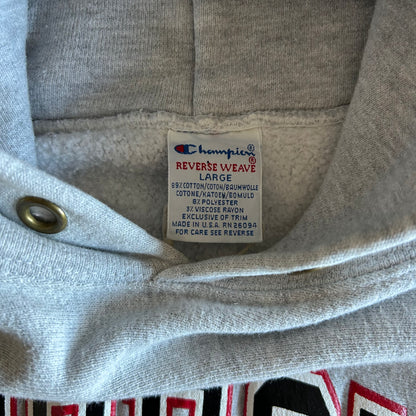 Champion®
REVERSE WEAVE®
LARGE
89% COTTON/COTON/BAUMWOLLE
COTONE/KATOEN/ΒΟΜUΛD
8% POLYESTER
3% VISCOSE RAYON
EXCLUSIVE OF TRIM
MADE IN U.S.A. RN 26094
FOR CARE SEE REVERSE